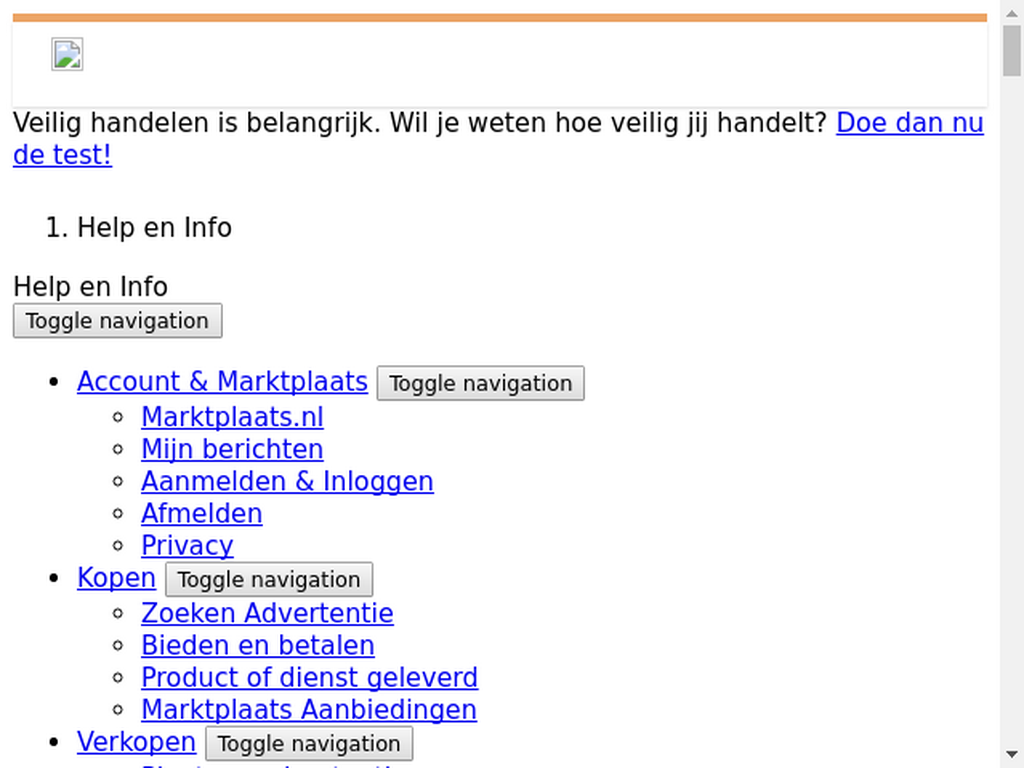 Veilig handelen is belangrijk. Wil je weten hoe veilig jij handelt? Doe dan nu
de test!
1. Help en Info
Help en Info
Toggle navigation
Account & Marktplaats Toggle navigation
Marktplaats.nl
Mijn berichten
Aanmelden & Inloggen
Afmelden
Privacy
Kopen Toggle navigation
Zoeken Advertentie
Bieden en betalen
Product of dienst geleverd
Marktplaats Aanbiedingen
Verkopen Toggle navigation